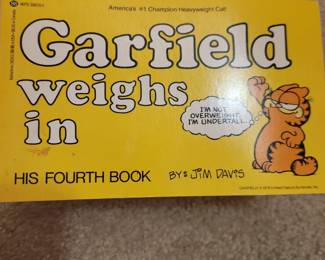 America's #1 Champion Heavyweight Cat!
Garfield
weighs
in
I'M NOT
OVERWEIGHT,
I'M UNDERTALL.
HIS FOURTH BOOK
BY: JIM DAVIS